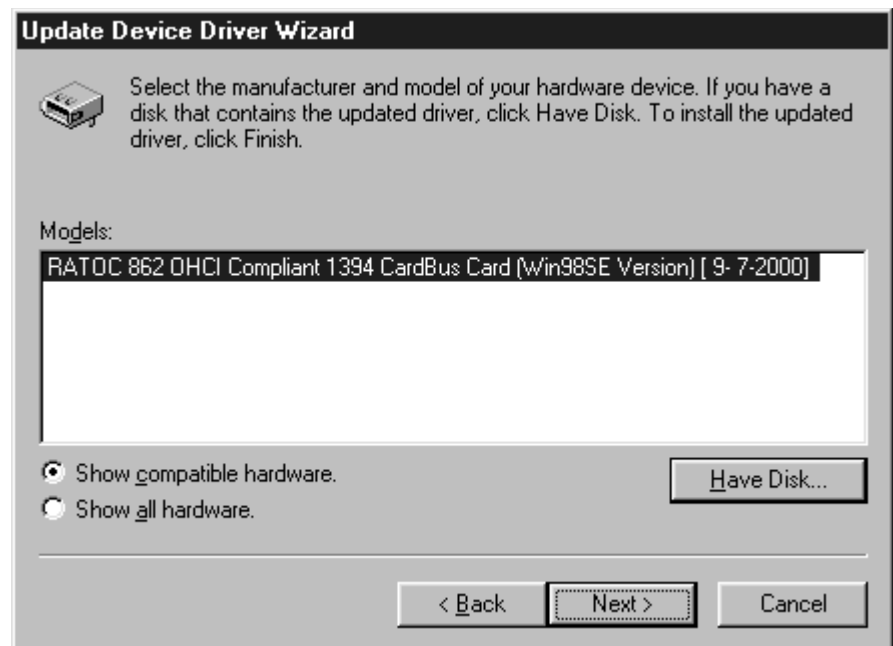 Update Device Driver Wizard
Select the manufacturer and model of your hardware device. If you have a
disk that contains the updated driver, click Have Disk. To install the updated
driver, click Finish.
Models:
RATOC 862 OHCI Compliant 1394 CardBus Card (Win98SE Version) [ 9- 7-2000]
Show compatible hardware.
Show all hardware.
Have Disk...
< Back
Next >
Cancel